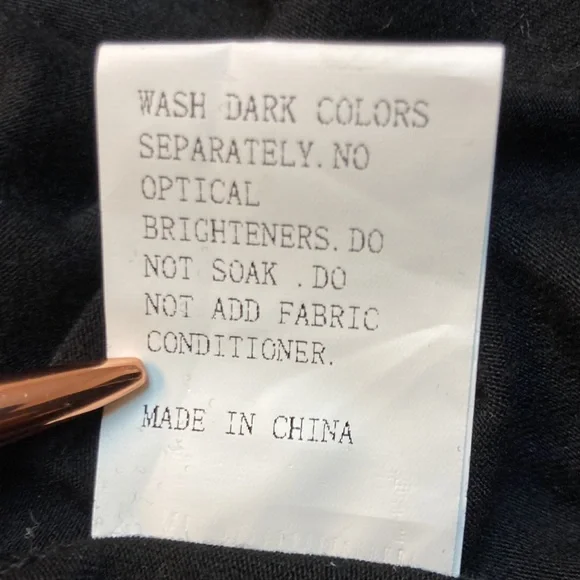 WASH DARK COLORS
SEPARATELY. NO
OPTICAL
BRIGHTENERS. DO
NOT SOAK . DO
NOT ADD FABRIC
CONDITIONER.
MADE IN CHINA